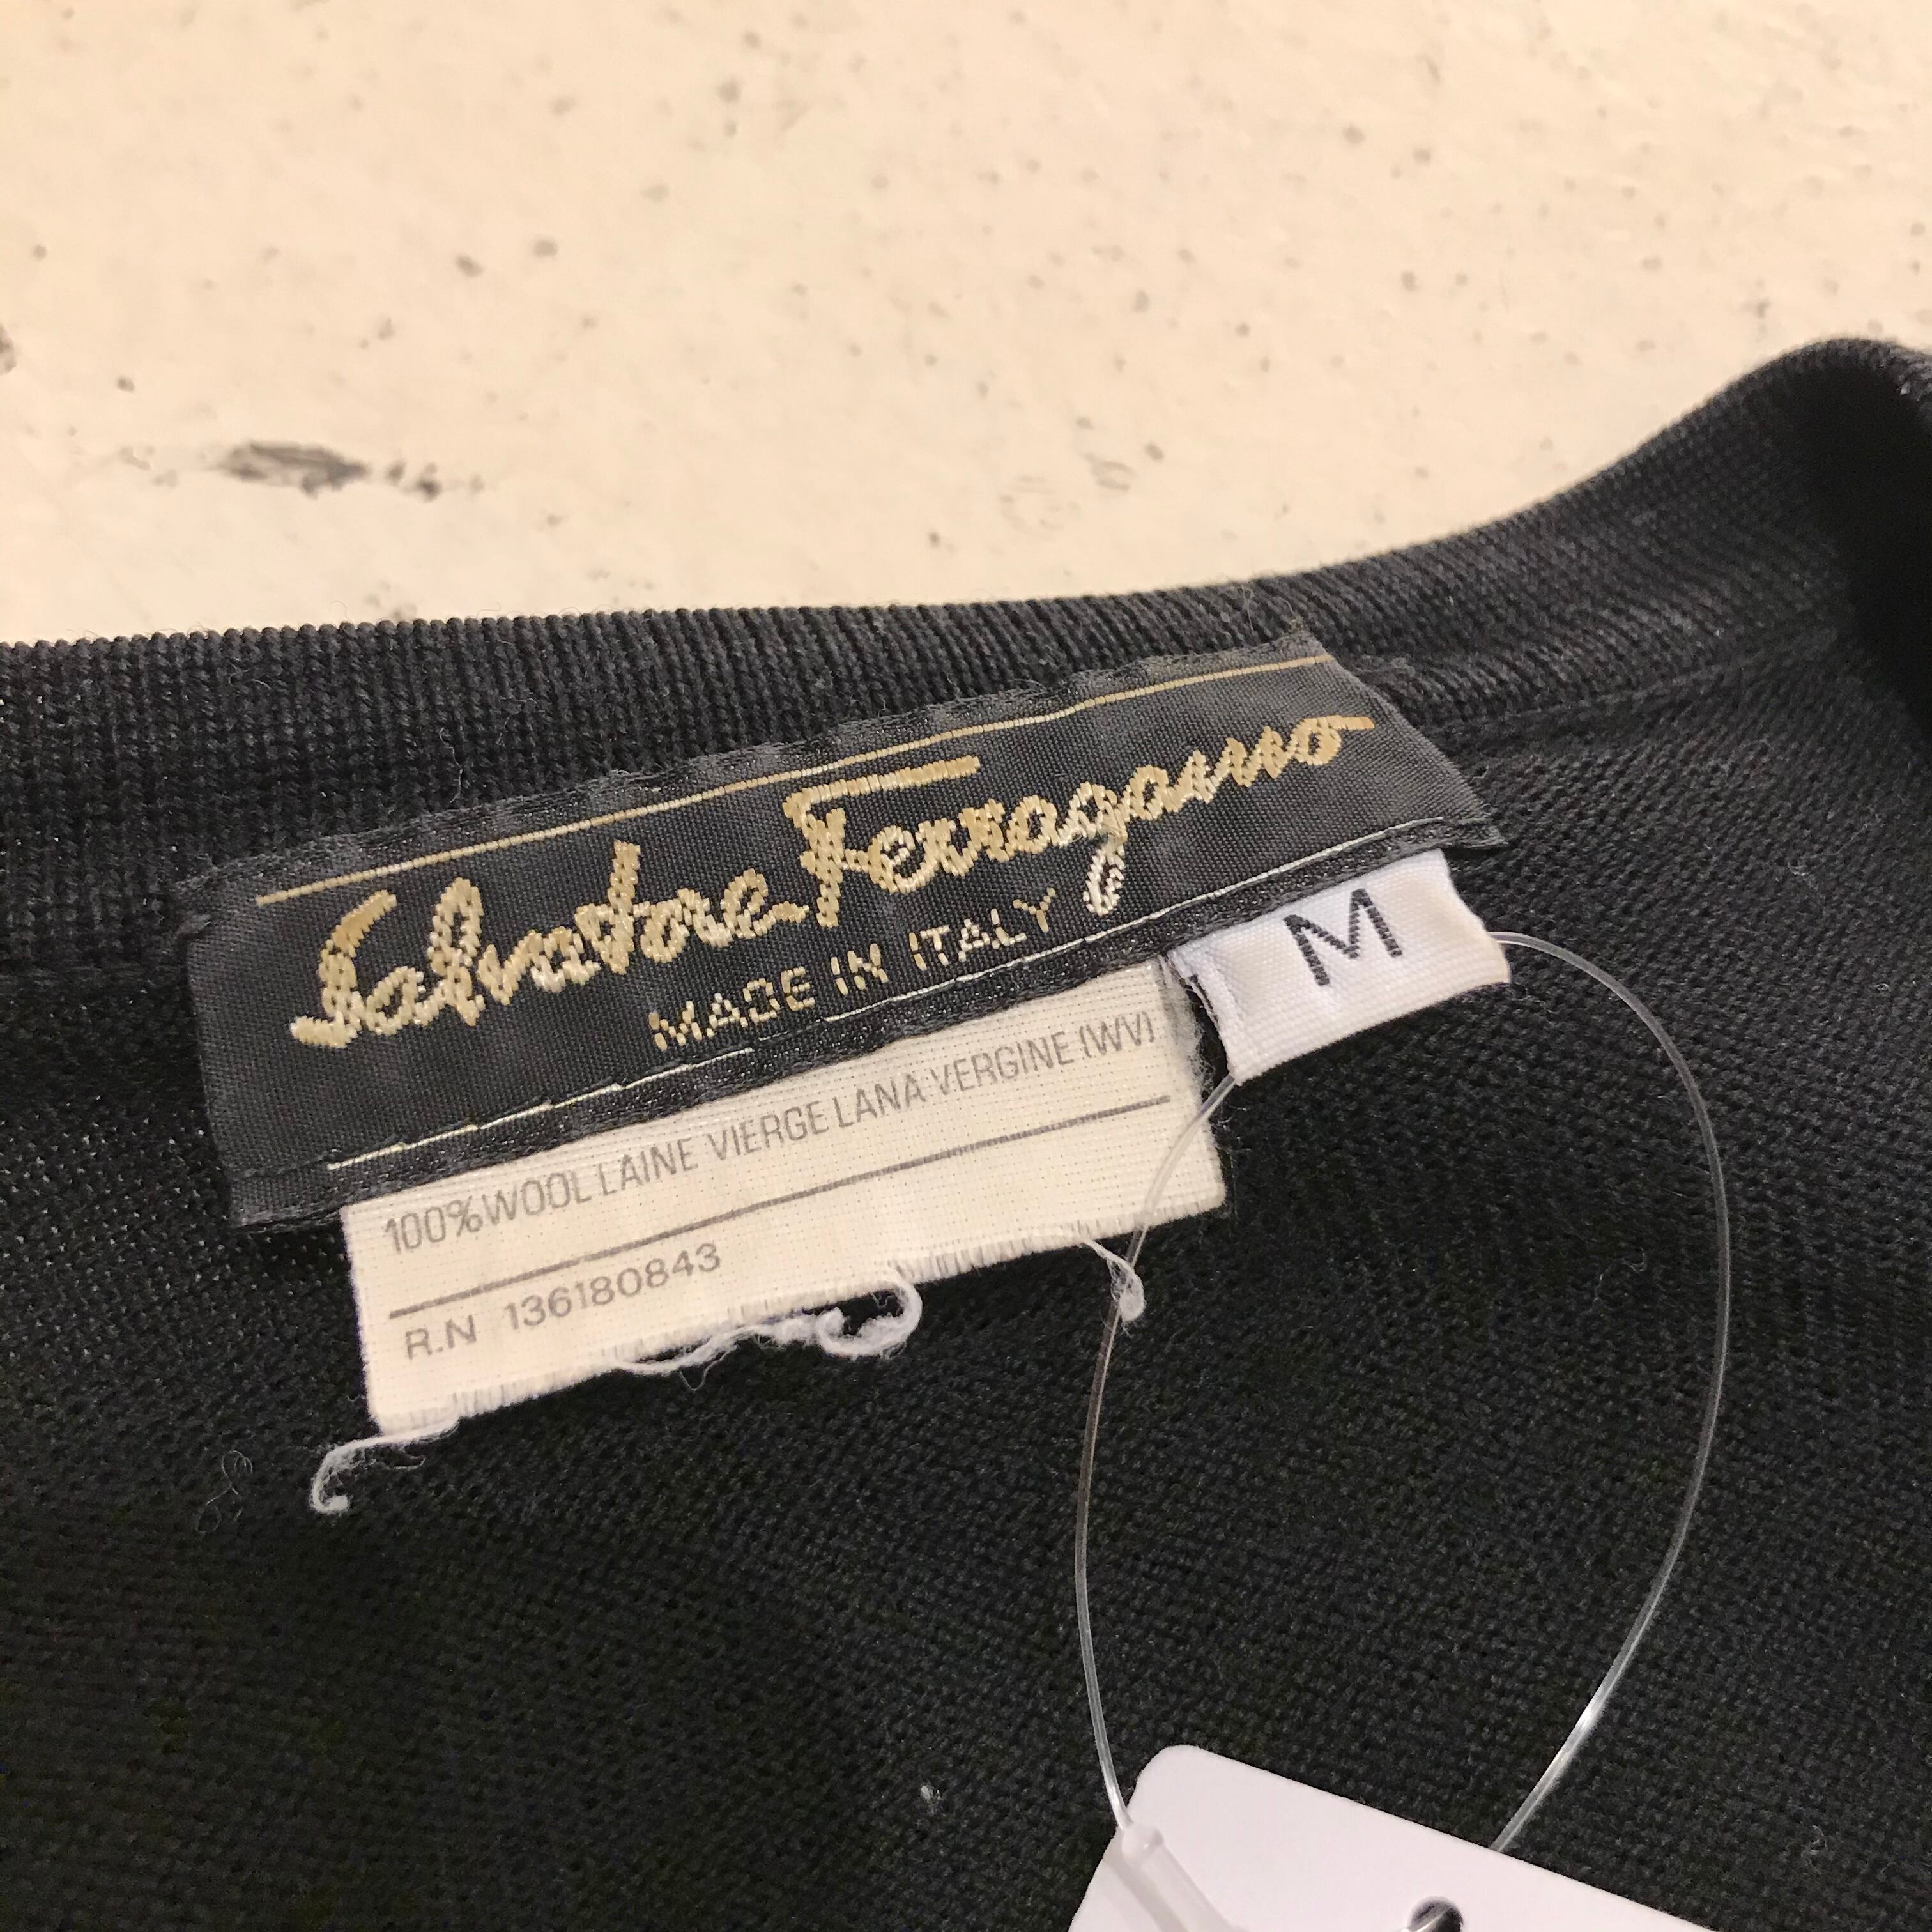 Salvatore Ferragamo
MADE IN ITALY
M
100% WOOL LAINE VIERGE LANA VERGINE (WV)
R.N 136180843